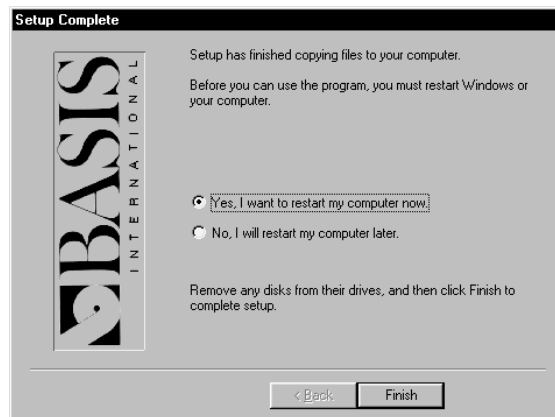 Setup Complete
BASIS
INTERNATIONAL
Setup has finished copying files to your computer.
Before you can use the program, you must restart Windows or
your computer.
Yes, I want to restart my computer now.
No, I will restart my computer later.
Remove any disks from their drives, and then click Finish to
complete setup.
< Back
Finish